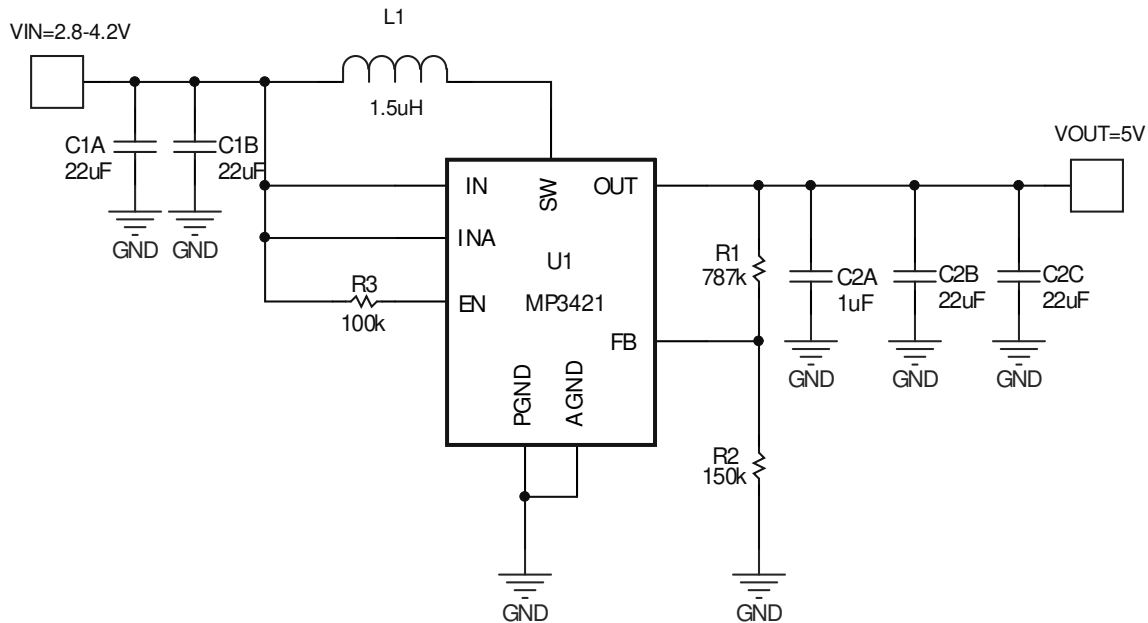 L1
VIN=2.8-4.2V
1.5uH
C1A
22uF
C1B
22uF
GND
GND
VOUT=5V
IN
SW
OUT
INA
U1
MP3421
R3
100k
EN
FB
PGND
AGND
R1
787k
C2A
1uF
C2B
22uF
C2C
22uF
GND
GND
GND
R2
150k
GND
GND